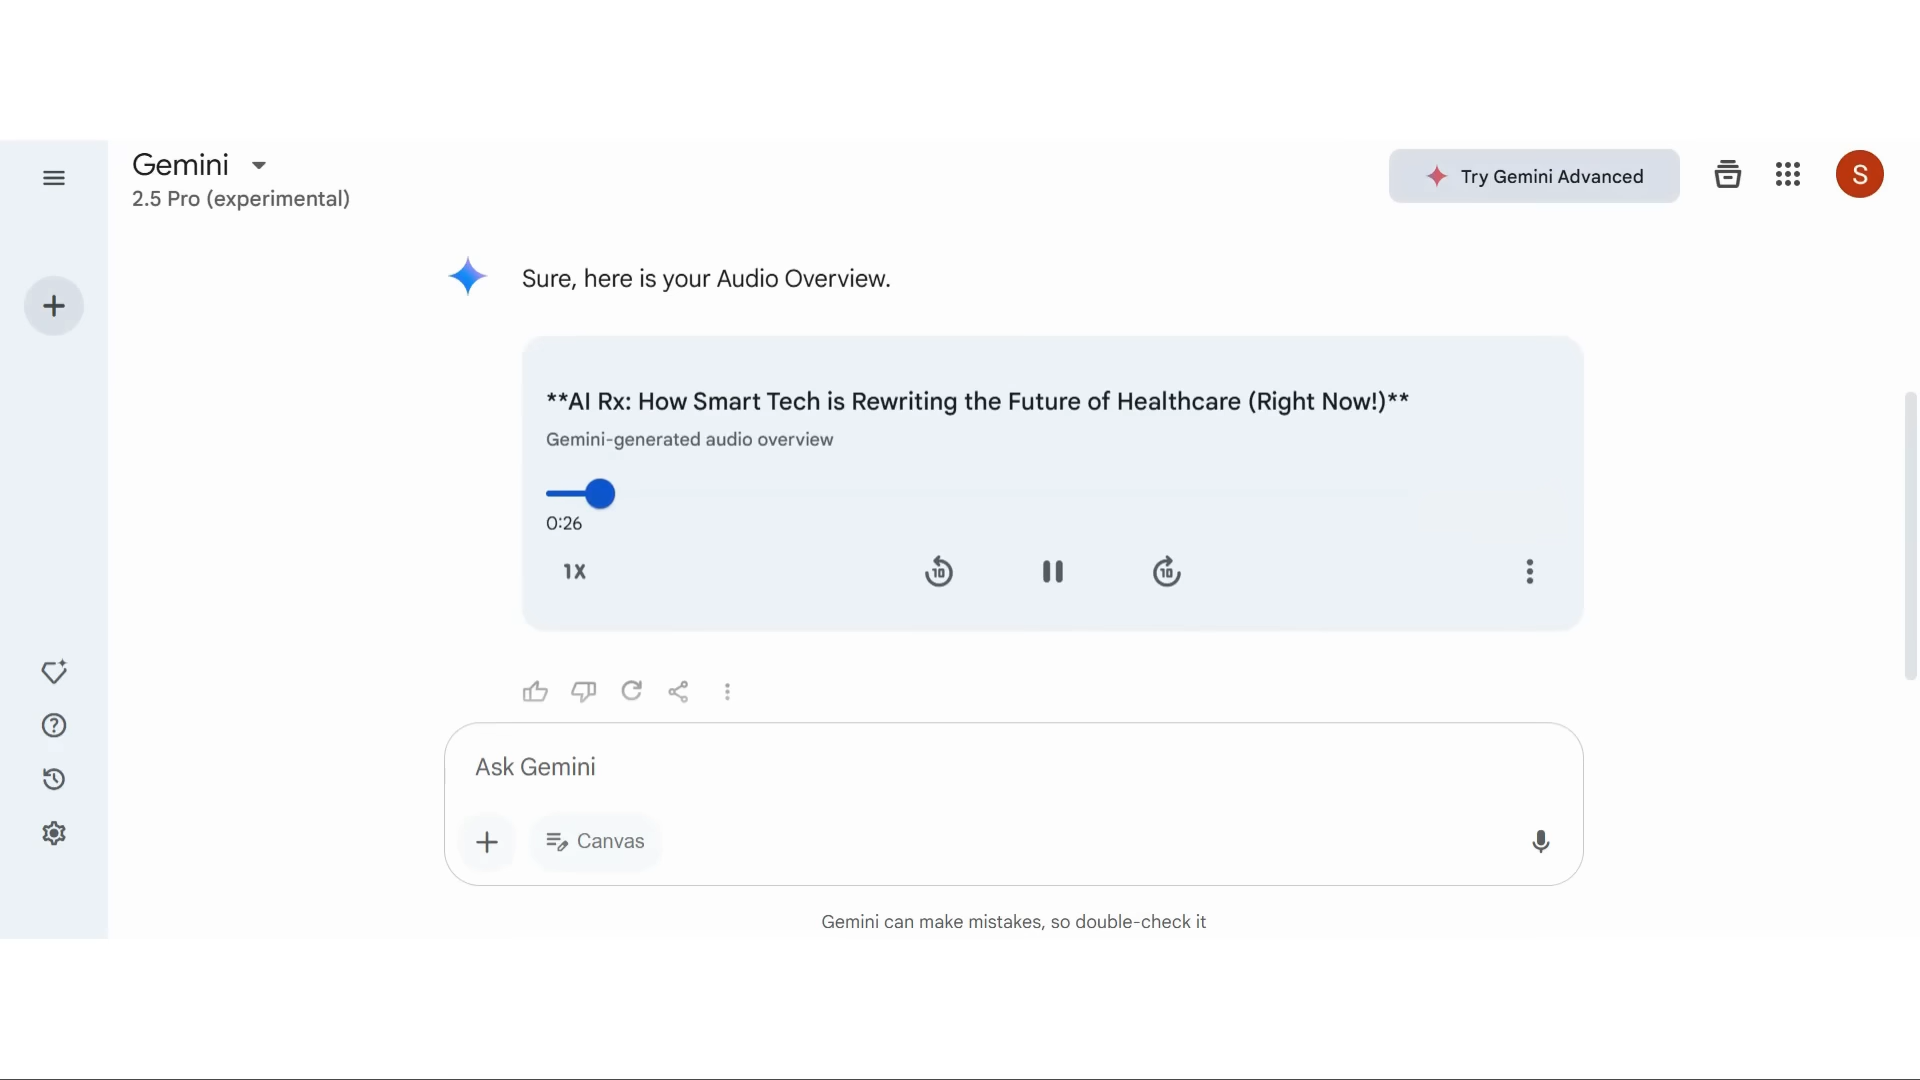 Gemini
2.5 Pro (experimental)
Try Gemini Advanced
S
Sure, here is your Audio Overview.
**AI Rx: How Smart Tech is Rewriting the Future of Healthcare (Right Now!)**
Gemini-generated audio overview
0:26
1X
10
10
Ask Gemini
Canvas
Gemini can make mistakes, so double-check it